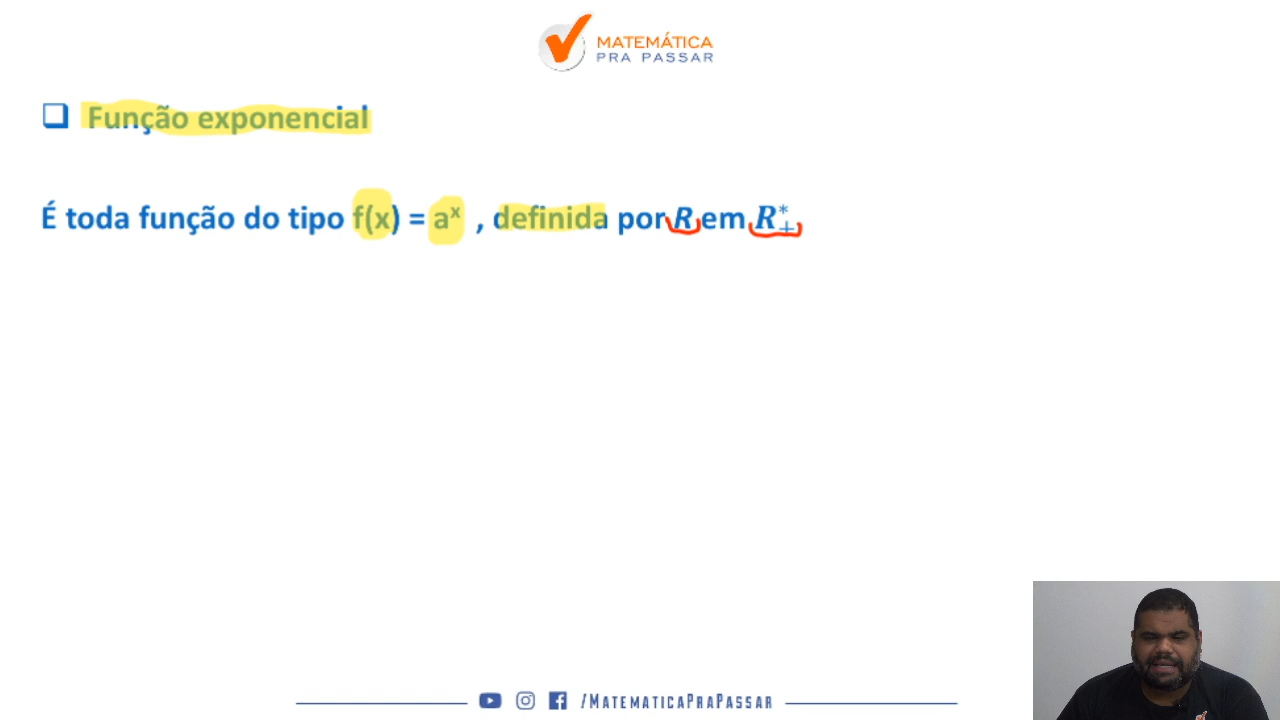 MATEMÁTICA
PRA PASSAR
Função exponencial
É toda função do tipo f(x) = aˣ , definida por R em R₊*
/MATEMATICAPRAPASSAR